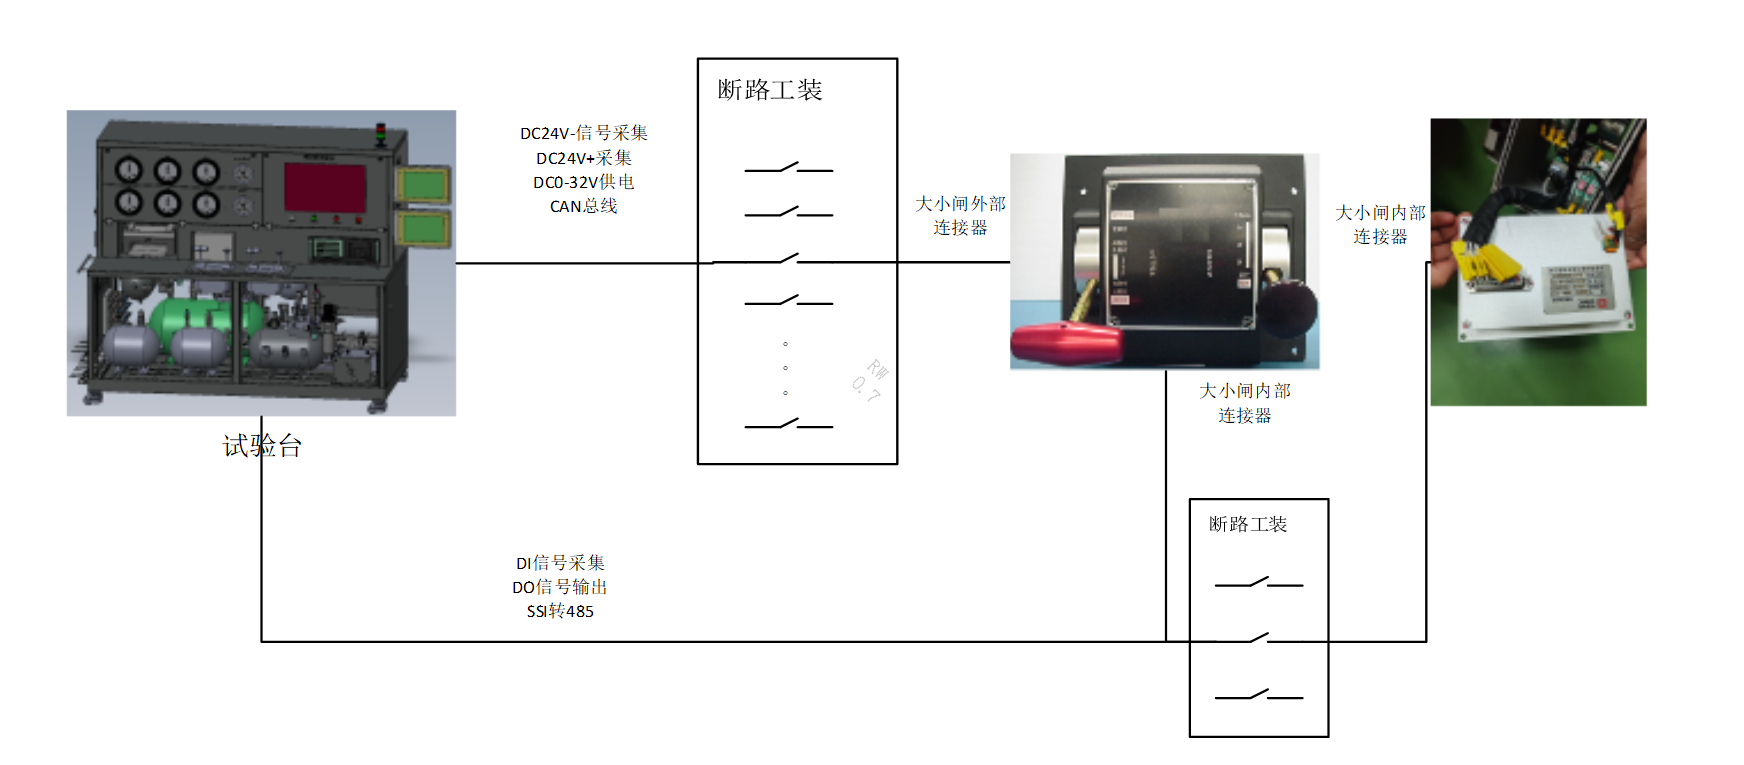 断路工装
DC24V-信号采集
DC24V+采集
DC0-32V供电
CAN总线
大小闸外部
连接器
大小闸内部
连接器
RW
0.7
大小闸内部
连接器
试验台
断路工装
DI信号采集
DO信号输出
SSI转485